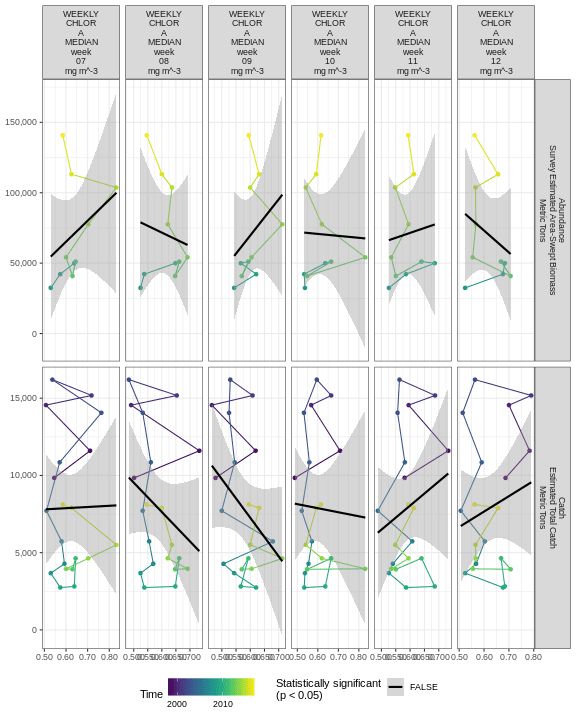 WEEKLY
CHLOR
A
MEDIAN
week
07
mg m^-3
WEEKLY
CHLOR
A
MEDIAN
week
08
mg m^-3
WEEKLY
CHLOR
A
MEDIAN
week
09
mg m^-3
WEEKLY
CHLOR
A
MEDIAN
week
10
mg m^-3
WEEKLY
CHLOR
A
MEDIAN
week
11
mg m^-3
WEEKLY
CHLOR
A
MEDIAN
week
12
mg m^-3
150,000
100,000
50,000
0
Abundance
Survey Estimated Area-Swept Biomass
Metric Tons
15,000
10,000
5,000
0
Catch
Estimated Total Catch
Metric Tons
0.50 0.60 0.70 0.80
0.50 0.60 0.70 0.80
Time
2000 2010
Statistically significant
(p < 0.05)
FALSE